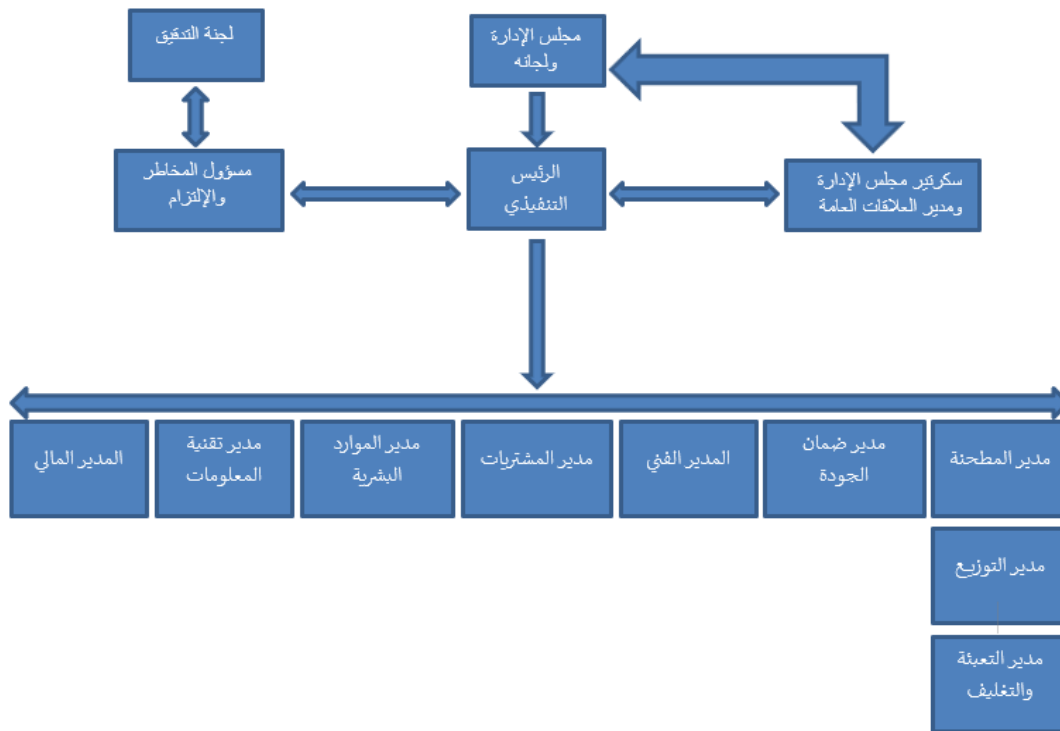 مجلس الإدارة
ولجانه
لجنة التدقيق
سكرتير مجلس الإدارة
ومدير العلاقات العامة
الرئيس
التنفيذي
مسؤول المخاطر
والإلتزام
مدير المطحنة
مدير ضمان
الجودة
المدير الفني
مدير المشتريات
مدير الموارد
البشرية
مدير تقنية
المعلومات
المدير المالي
مدير التوزيع
مدير التعبئة
والتغليف